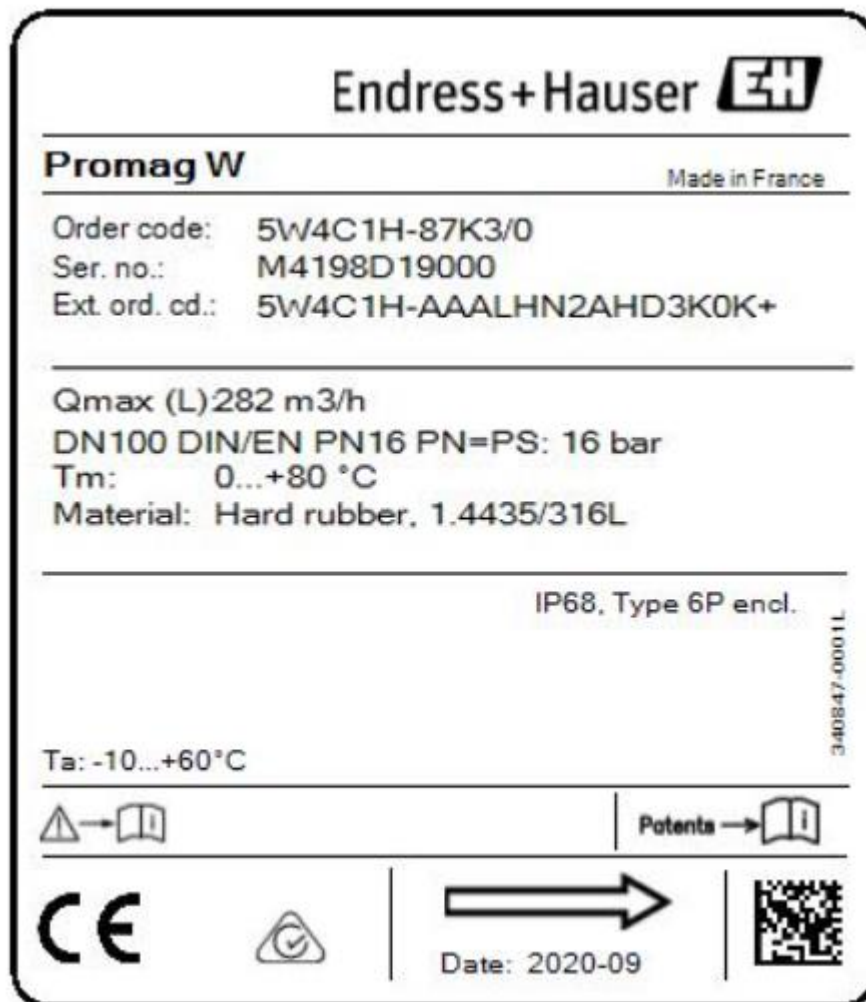 Endress+Hauser EH
Promag W
Made in France
Order code: 5W4C1H-87K3/0
Ser. no.: M4198D19000
Ext. ord. cd.: 5W4C1H-AAALHN2AHD3K0K+
Qmax (L):282 m3/h
DN100 DIN/EN PN16 PN=PS: 16 bar
Tm: 0...+80 °C
Material: Hard rubber, 1.4435/316L
IP68, Type 6P encl.
340847-0001L
Ta: -10...+60°C
i
Patents → i
CE
Date: 2020-09